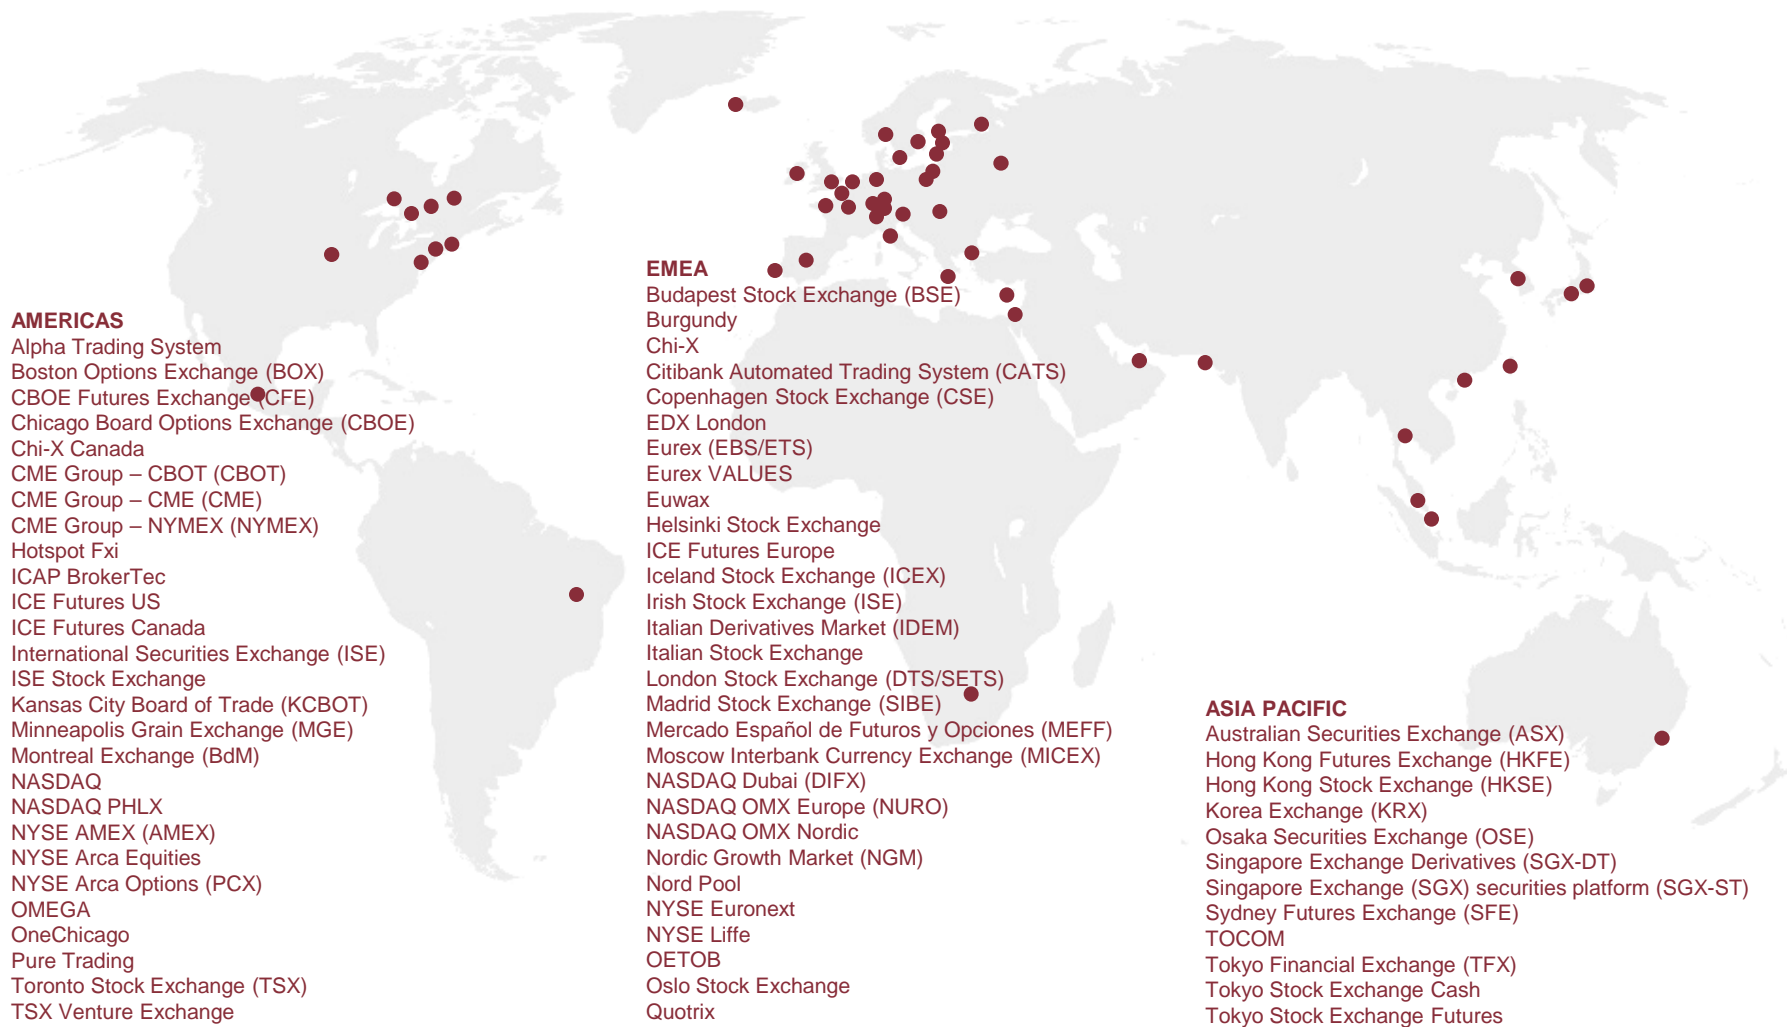 AMERICAS
Alpha Trading System
Boston Options Exchange (BOX)
CBOE Futures Exchange (CFE)
Chicago Board Options Exchange (CBOE)
Chi-X Canada
CME Group – CBOT (CBOT)
CME Group – CME (CME)
CME Group – NYMEX (NYMEX)
Hotspot Fxi
ICAP BrokerTec
ICE Futures US
ICE Futures Canada
International Securities Exchange (ISE)
ISE Stock Exchange
Kansas City Board of Trade (KCBOT)
Minneapolis Grain Exchange (MGE)
Montreal Exchange (BdM)
NASDAQ
NASDAQ PHLX
NYSE AMEX (AMEX)
NYSE Arca Equities
NYSE Arca Options (PCX)
OMEGA
OneChicago
Pure Trading
Toronto Stock Exchange (TSX)
TSX Venture Exchange
EMEA
Budapest Stock Exchange (BSE)
Burgundy
Chi-X
Citibank Automated Trading System (CATS)
Copenhagen Stock Exchange (CSE)
EDX London
Eurex (EBS/ETS)
Eurex VALUES
Euwax
Helsinki Stock Exchange
ICE Futures Europe
Iceland Stock Exchange (ICEX)
Irish Stock Exchange (ISE)
Italian Derivatives Market (IDEM)
Italian Stock Exchange
London Stock Exchange (DTS/SETS)
Madrid Stock Exchange (SIBE)
Mercado Español de Futuros y Opciones (MEFF)
Moscow Interbank Currency Exchange (MICEX)
NASDAQ Dubai (DIFX)
NASDAQ OMX Europe (NURO)
NASDAQ OMX Nordic
Nordic Growth Market (NGM)
Nord Pool
NYSE Euronext
NYSE Liffe
OETOB
Oslo Stock Exchange
Quotrix
ASIA PACIFIC
Australian Securities Exchange (ASX)
Hong Kong Futures Exchange (HKFE)
Hong Kong Stock Exchange (HKSE)
Korea Exchange (KRX)
Osaka Securities Exchange (OSE)
Singapore Exchange Derivatives (SGX-DT)
Singapore Exchange (SGX) securities platform (SGX-ST)
Sydney Futures Exchange (SFE)
TOCOM
Tokyo Financial Exchange (TFX)
Tokyo Stock Exchange Cash
Tokyo Stock Exchange Futures